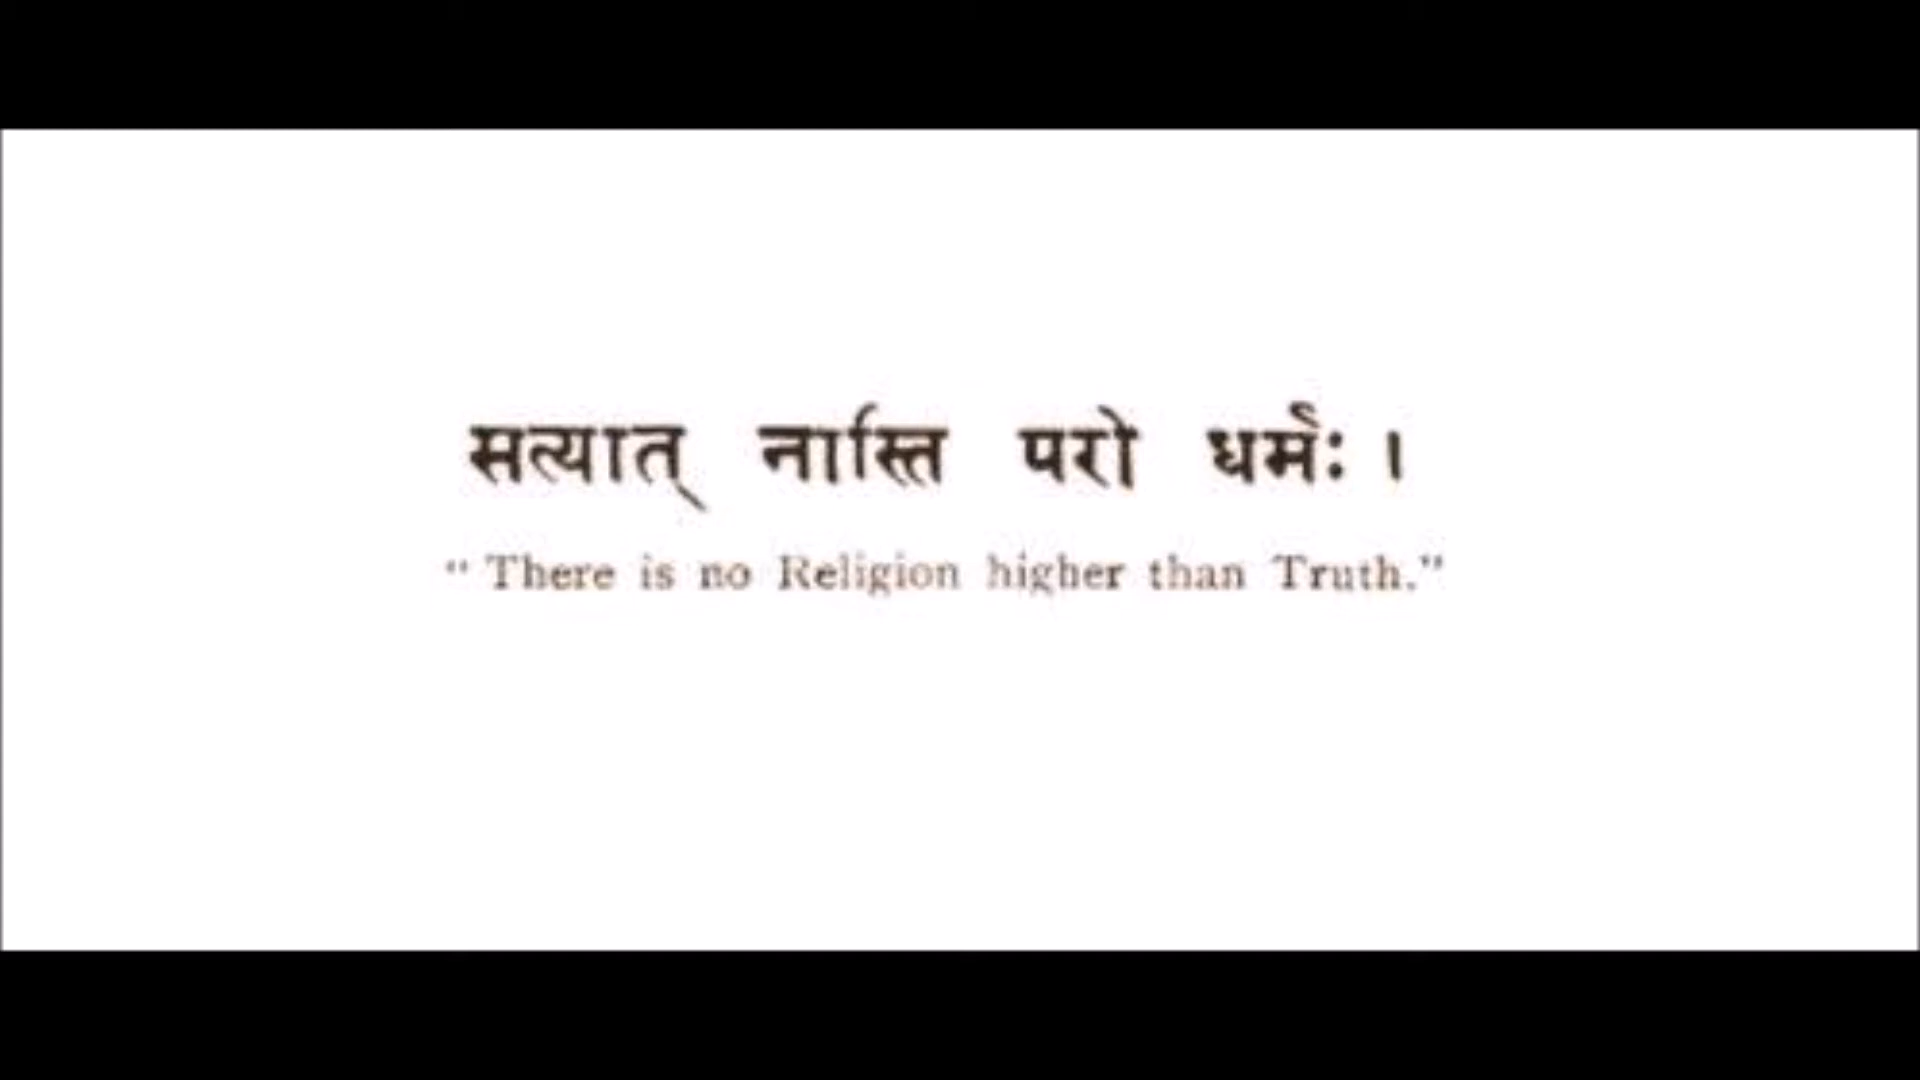 सत्यात् नास्ति परो धर्मः ।
“ There is no Religion higher than Truth.”